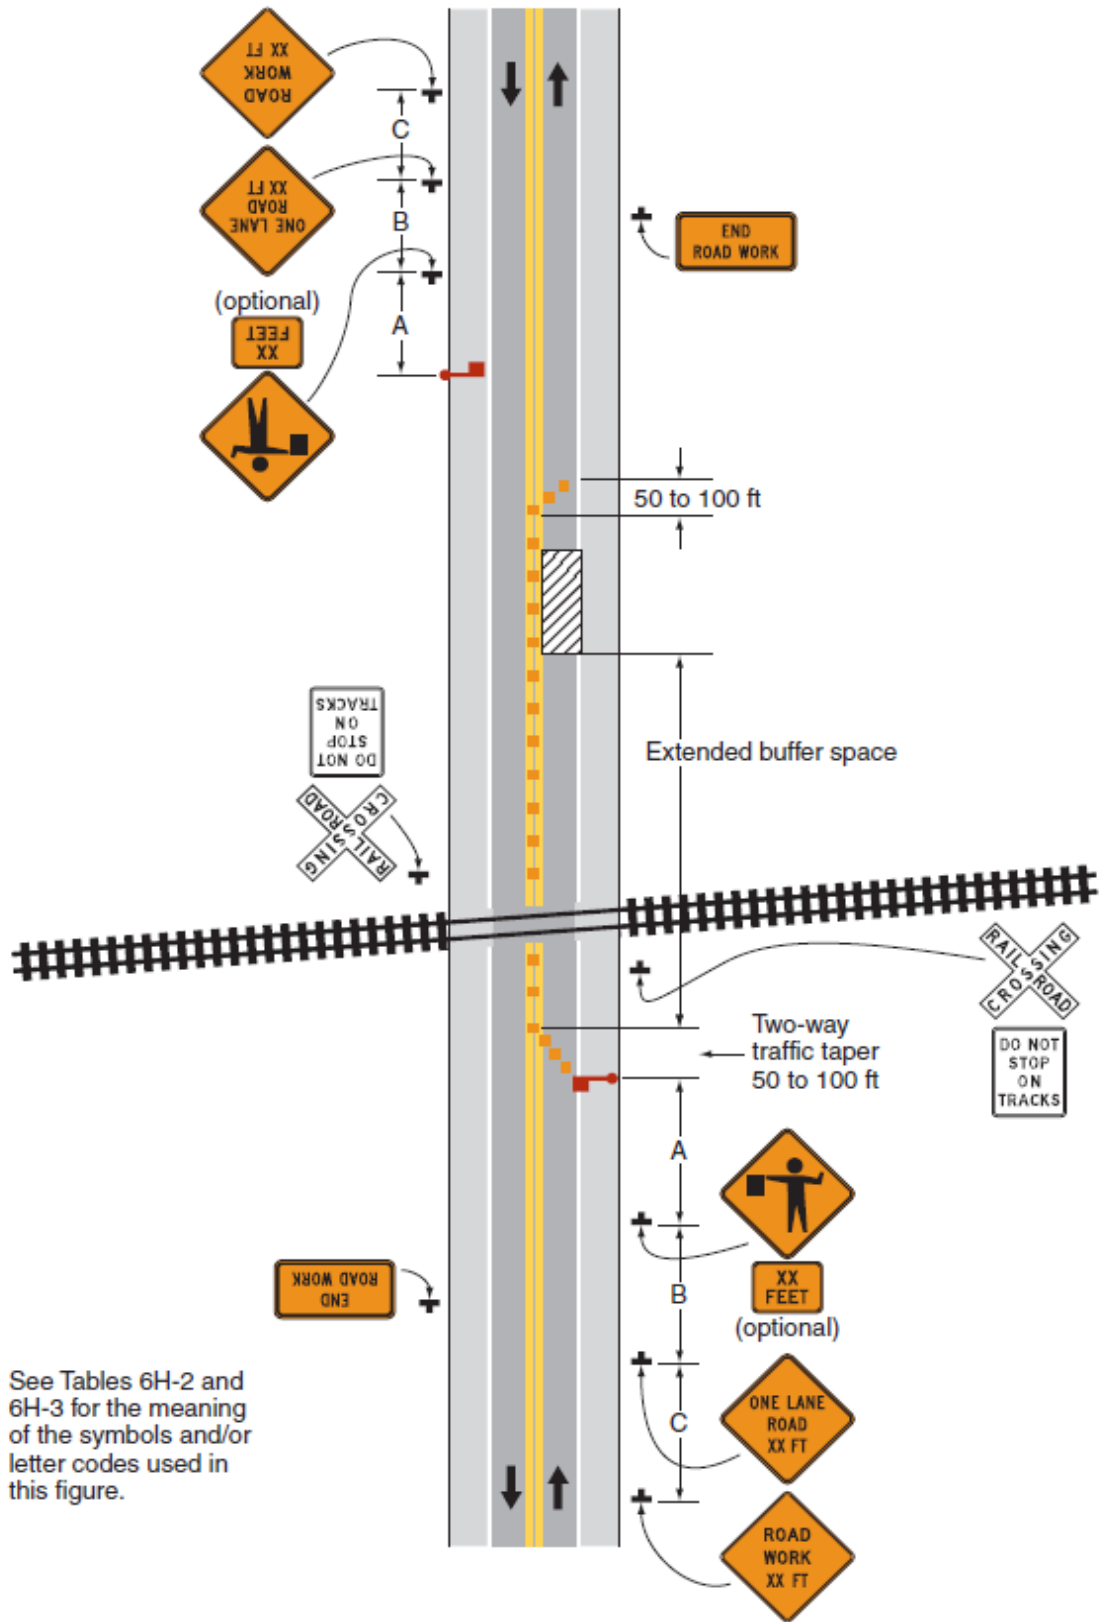 ROAD
WORK
XX FT
C
ONE LANE
ROAD
XX FT
B
END
ROAD WORK
(optional)
XX
FEET
A
50 to 100 ft
DO NOT
STOP
ON
TRACKS
Extended buffer space
RAILROAD
CROSSING
RAILROAD
CROSSING
Two-way
traffic taper
50 to 100 ft
DO NOT
STOP
ON
TRACKS
A
END
ROAD WORK
B
XX
FEET
(optional)
ONE LANE
ROAD
XX FT
C
ROAD
WORK
XX FT
See Tables 6H-2 and
6H-3 for the meaning
of the symbols and/or
letter codes used in
this figure.